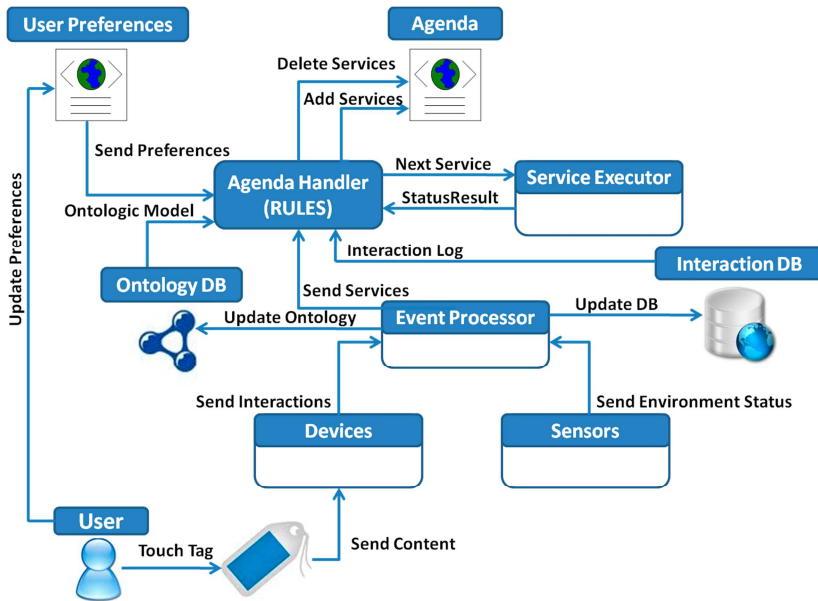 User Preferences
Agenda
Delete Services
Add Services
Send Preferences
Next Service
Agenda Handler
(RULES)
Service Executor
StatusResult
Ontologic Model
Update Preferences
Interaction Log
Ontology DB
Interaction DB
Send Services
Update Ontology
Event Processor
Update DB
Send Interactions
Send Environment Status
Devices
Sensors
User
Touch Tag
Send Content